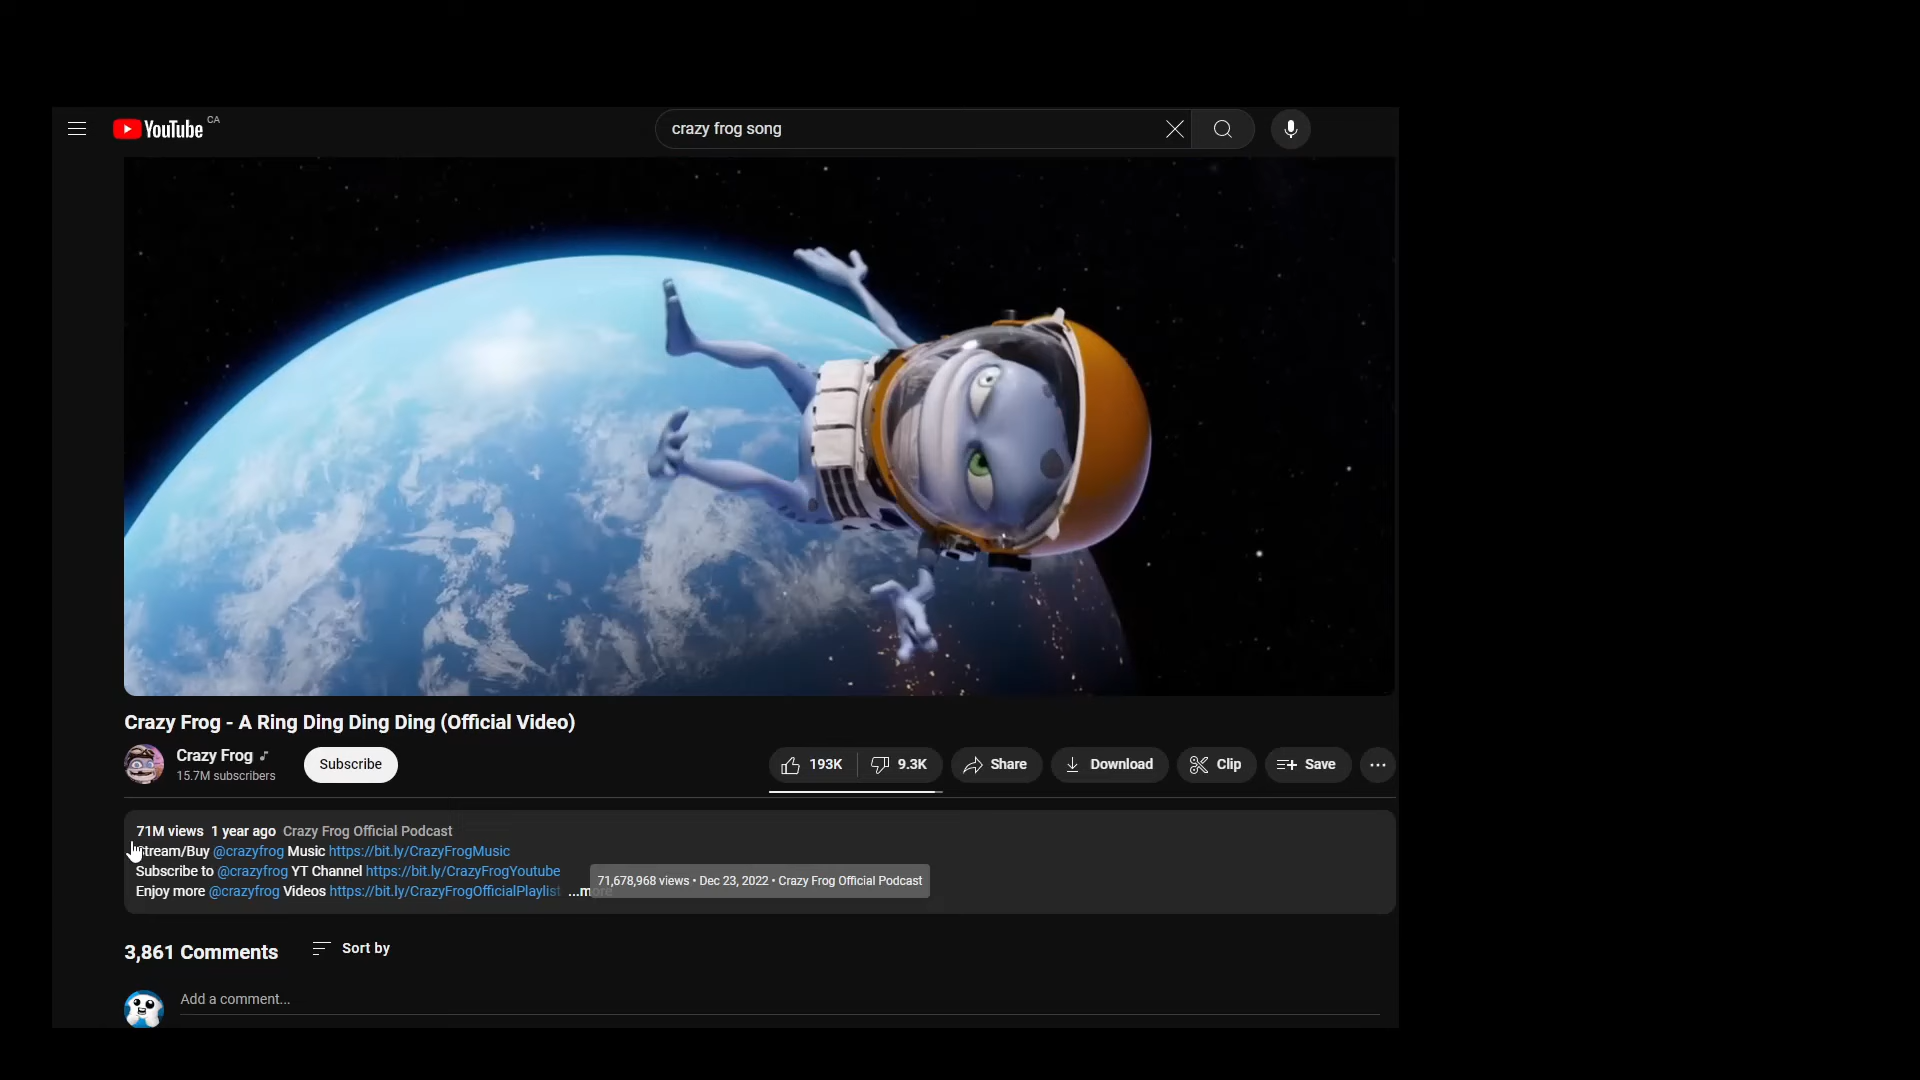 YouTube CA
crazy frog song
Crazy Frog - A Ring Ding Ding Ding (Official Video)
Crazy Frog
15.7M subscribers
Subscribe
193K
9.3K
Share
Download
Clip
Save
71M views 1 year ago Crazy Frog Official Podcast
Stream/Buy @crazyfrog Music https://bit.ly/CrazyFrogMusic
Subscribe to @crazyfrog YT Channel https://bit.ly/CrazyFrogYoutube
Enjoy more @crazyfrog Videos https://bit.ly/CrazyFrogOfficialPlaylist ...more
71,678,968 views • Dec 23, 2022 • Crazy Frog Official Podcast
3,861 Comments
Sort by
Add a comment...